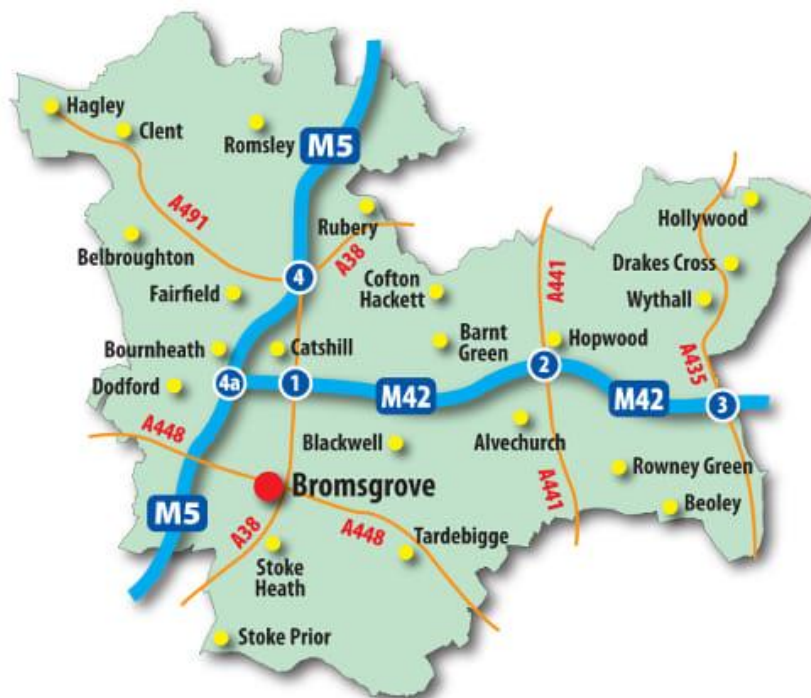 Hagley
Clent
Romsley
M5
A491
Rubery
A38
Hollywood
Belbroughton
4
Cofton
Hackett
A441
Drakes Cross
Fairfield
Wythall
Bournheath
Catshill
Barnt
Green
Hopwood
2
A435
Dodford
4a
1
M42
M42
3
A448
Blackwell
Alvechurch
Rowney Green
Bromsgrove
M5
A441
Beoley
A38
A448
Tardebigge
Stoke
Heath
Stoke Prior